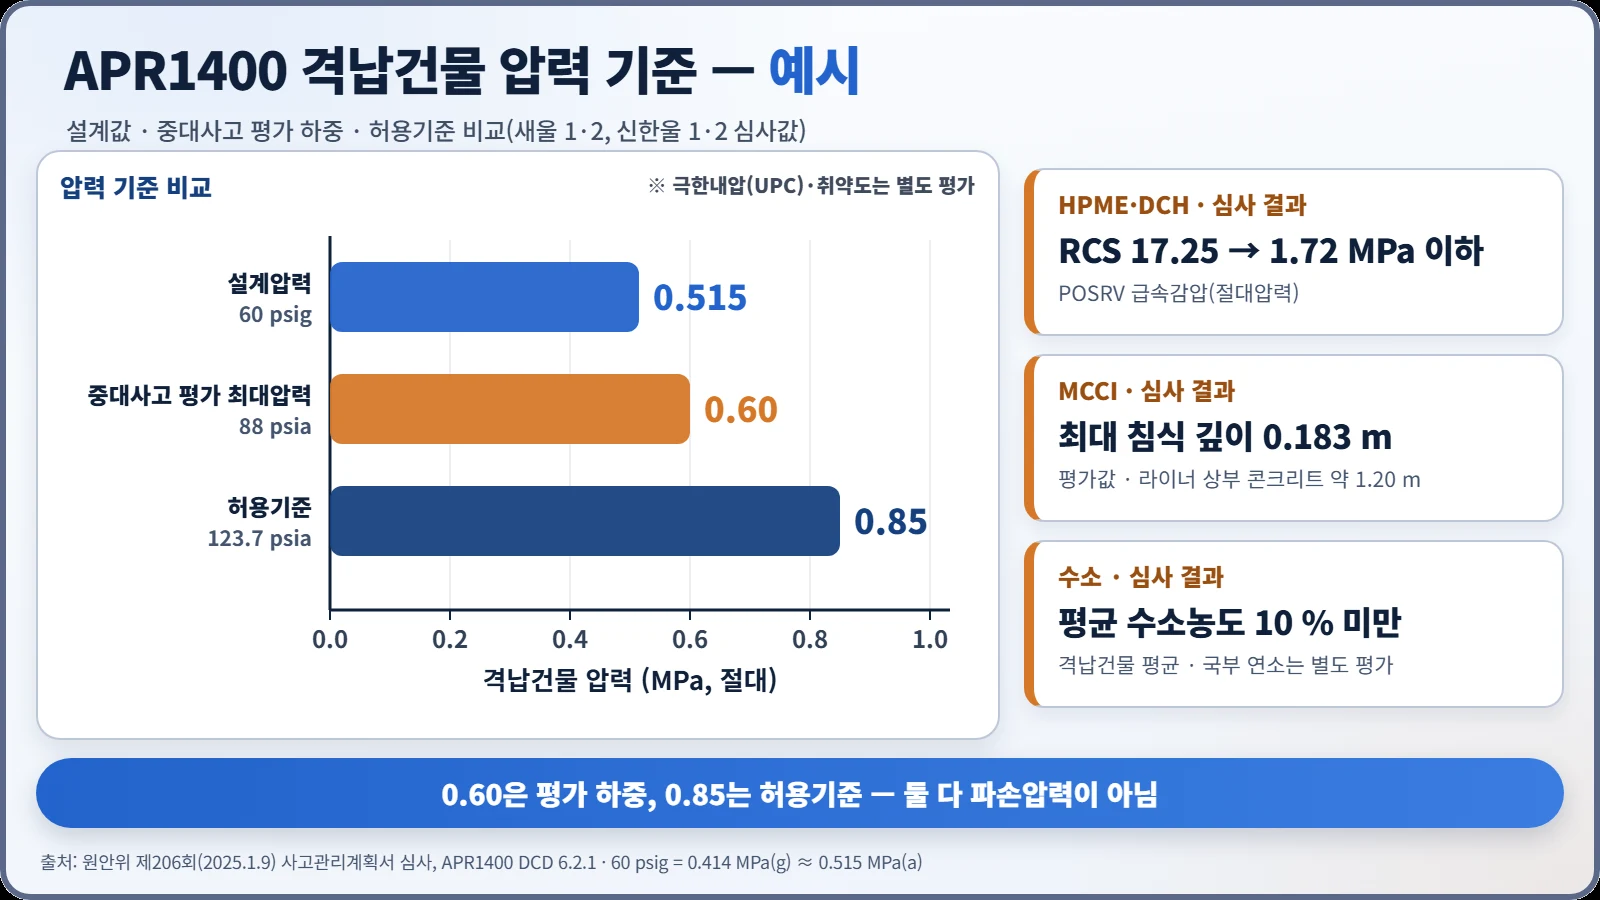 APR1400 격납건물 압력 기준 — 예시
설계값 · 중대사고 평가 하중 · 허용기준 비교(새울 1·2, 신한울 1·2 심사값)
압력 기준 비교
※ 극한내압(UPC)·취약도는 별도 평가
설계압력
60 psig
0.515
중대사고 평가 최대압력
88 psia
0.60
허용기준
123.7 psia
0.85
0.0 0.2 0.4 0.6 0.8 1.0
격납건물 압력 (MPa, 절대)
HPME·DCH · 심사 결과
RCS 17.25 → 1.72 MPa 이하
POSRV 급속감압(절대압력)
MCCI · 심사 결과
최대 침식 깊이 0.183 m
평가값 · 라이너 상부 콘크리트 약 1.20 m
수소 · 심사 결과
평균 수소농도 10 % 미만
격납건물 평균 · 국부 연소는 별도 평가
0.60은 평가 하중, 0.85는 허용기준 — 둘 다 파손압력이 아님
출처: 원안위 제206회(2025.1.9) 사고관리계획서 심사, APR1400 DCD 6.2.1 · 60 psig = 0.414 MPa(g) ≈ 0.515 MPa(a)